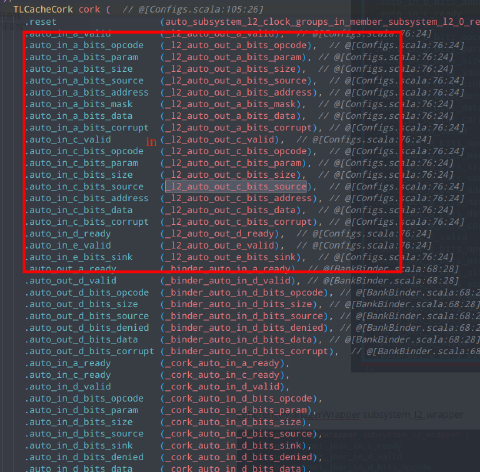 TLCacheCork cork ( // @[Configs.scala:105:26]
.reset (auto_subsystem_l2_clock_groups_in_member_subsystem_l2_0_re
.auto_in_a_valid (_l2_auto_out_a_valid), // @[Configs.scala:76:24]
.auto_in_a_bits_opcode (_l2_auto_out_a_bits_opcode), // @[Configs.scala:76:24]
.auto_in_a_bits_param (_l2_auto_out_a_bits_param), // @[Configs.scala:76:24]
.auto_in_a_bits_size (_l2_auto_out_a_bits_size), // @[Configs.scala:76:24]
.auto_in_a_bits_source (_l2_auto_out_a_bits_source), // @[Configs.scala:76:24]
.auto_in_a_bits_address (_l2_auto_out_a_bits_address), // @[Configs.scala:76:24]
.auto_in_a_bits_mask (_l2_auto_out_a_bits_mask), // @[Configs.scala:76:24]
.auto_in_a_bits_data (_l2_auto_out_a_bits_data), // @[Configs.scala:76:24]
.auto_in_a_bits_corrupt (_l2_auto_out_a_bits_corrupt), // @[Configs.scala:76:24]
.auto_in_c_valid in (_l2_auto_out_c_valid), // @[Configs.scala:76:24]
.auto_in_c_bits_opcode (_l2_auto_out_c_bits_opcode), // @[Configs.scala:76:24]
.auto_in_c_bits_param (_l2_auto_out_c_bits_param), // @[Configs.scala:76:24]
.auto_in_c_bits_size (_l2_auto_out_c_bits_size), // @[Configs.scala:76:24]
.auto_in_c_bits_source (_l2_auto_out_c_bits_source), // @[Configs.scala:76:24]
.auto_in_c_bits_address (_l2_auto_out_c_bits_address), // @[Configs.scala:76:24]
.auto_in_c_bits_data (_l2_auto_out_c_bits_data), // @[Configs.scala:76:24]
.auto_in_c_bits_corrupt (_l2_auto_out_c_bits_corrupt), // @[Configs.scala:76:24]
.auto_in_d_ready (_l2_auto_out_d_ready), // @[Configs.scala:76:24]
.auto_in_e_valid (_l2_auto_out_e_valid), // @[Configs.scala:76:24]
.auto_in_e_bits_sink (_l2_auto_out_e_bits_sink), // @[Configs.scala:76:24]
.auto_out_a_ready (_binder_auto_in_a_ready), // @[BankBinder.scala:68:28]
.auto_out_d_valid (_binder_auto_in_d_valid), // @[BankBinder.scala:68:28]
.auto_out_d_bits_opcode (_binder_auto_in_d_bits_opcode), // @[BankBinder.scala:68:2
.auto_out_d_bits_size (_binder_auto_in_d_bits_size), // @[BankBinder.scala:68:28]
.auto_out_d_bits_source (_binder_auto_in_d_bits_source), // @[BankBinder.scala:68:2
.auto_out_d_bits_denied (_binder_auto_in_d_bits_denied), // @[BankBinder.scala:68:2
.auto_out_d_bits_data (_binder_auto_in_d_bits_data), // @[BankBinder.scala:68:28]
.auto_out_d_bits_corrupt (_binder_auto_in_d_bits_corrupt), // @[BankBinder.scala:68:
.auto_in_a_ready (_cork_auto_in_a_ready),
.auto_in_c_ready (_cork_auto_in_c_ready),
.auto_in_d_valid (_cork_auto_in_d_valid),
.auto_in_d_bits_opcode (_cork_auto_in_d_bits_opcode),
.auto_in_d_bits_param (_cork_auto_in_d_bits_param),
.auto_in_d_bits_size (_cork_auto_in_d_bits_size),
.auto_in_d_bits_source (_cork_auto_in_d_bits_source),
.auto_in_d_bits_sink (_cork_auto_in_d_bits_sink),
.auto_in_d_bits_denied (_cork_auto_in_d_bits_denied),
.auto_in_d_bits_data (_cork_auto_in_d_bits_data),